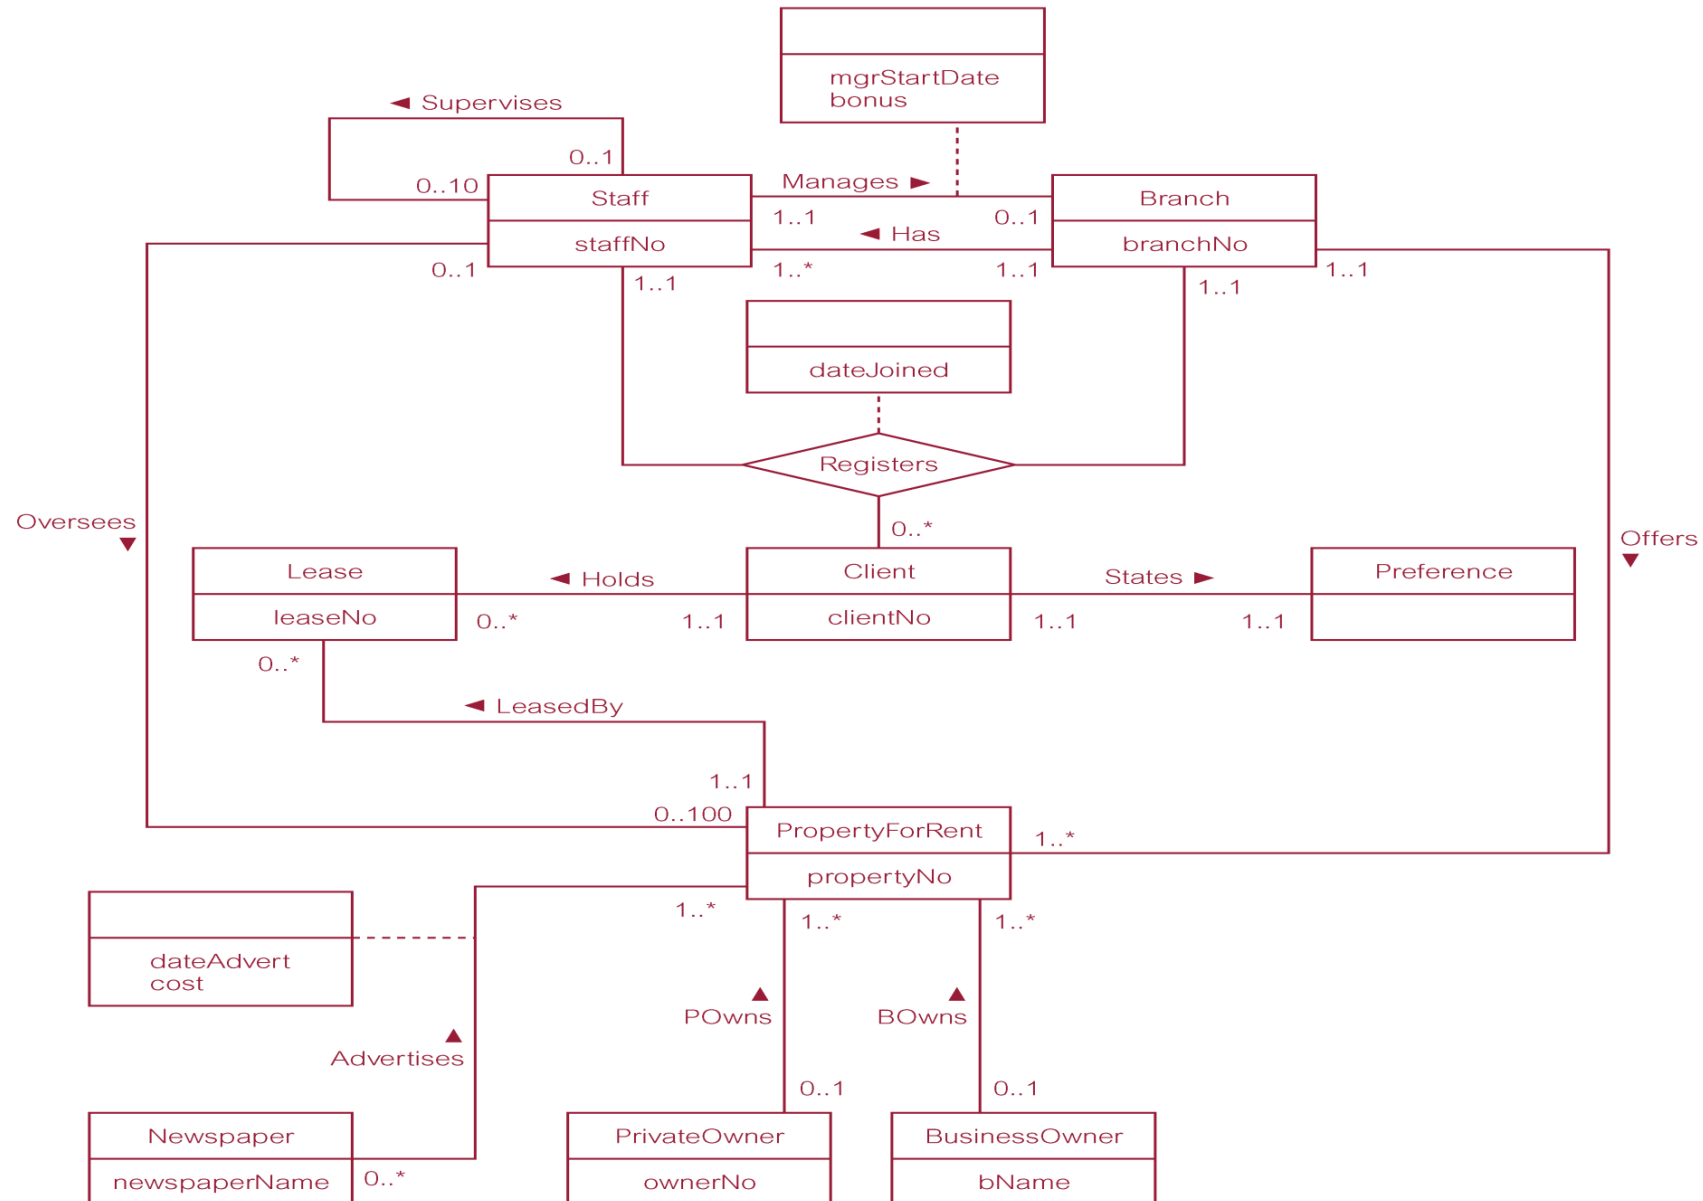 mgrStartDate
bonus
◄ Supervises
0..1
0..10
Staff
staffNo
Manages ►
1..1
0..1
Branch
branchNo
◄ Has
0..1
1..1
1..*
1..1
1..1
1..1
dateJoined
Registers
Oversees
▼
0..*
Offers
▼
Lease
leaseNo
◄ Holds
0..*
1..1
Client
clientNo
States ►
1..1
1..1
Preference
0..*
◄ LeasedBy
1..1
0..100
PropertyForRent
propertyNo
1..*
1..*
1..*
1..*
dateAdvert
cost
▲
POwns
▲
BOwns
▲
Advertises
0..1
0..1
Newspaper
newspaperName
0..*
PrivateOwner
ownerNo
BusinessOwner
bName